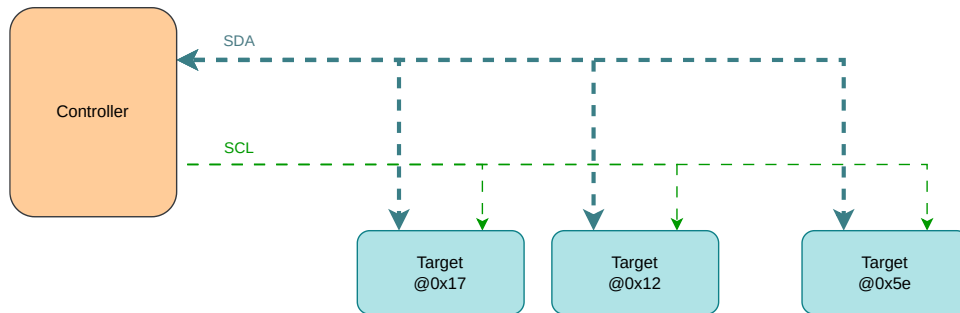 SDA
Controller
SCL
Target
@0x17
Target
@0x12
Target
@0x5e